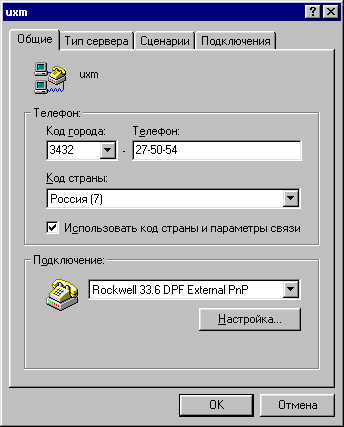 uxm
Общие Тип сервера Сценарии Подключения
uxm
Телефон:
Код города: Телефон:
3432 - 27-50-54
Код страны:
Россия (7)
Использовать код страны и параметры связи
Подключение:
Rockwell 33.6 DPF External PnP
Настройка...
OK Отмена